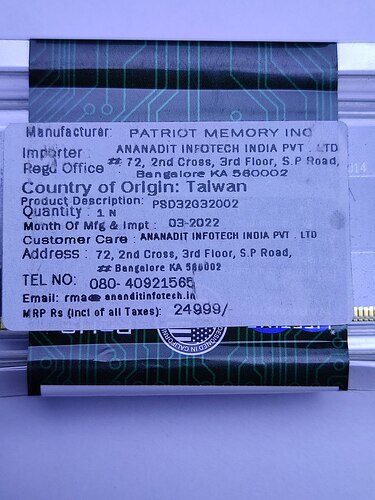 Manufacturer: PATRIOT MEMORY INC
Importer : ANANADIT INFOTECH INDIA PVT . LTD
Regd Office # 72, 2nd Cross, 3rd Floor, S.P Road,
Bangalore KA 560002
Country of Origin: Taiwan
Product Description: PSD32G32002
Quantity : 1 N
Month Of Mfg & Impt : 03-2022
Customer Care : ANANADIT INFOTECH INDIA PVT . LTD
Address : 72, 2nd Cross, 3rd Floor, S.P Road,
# Bangalore KA 560002
TEL NO: 080- 40921565
Email: rma@ ananditinfotech.in
MRP Rs (incl of all Taxes): 24999/-
DESIGNED IN CALIFORNIA